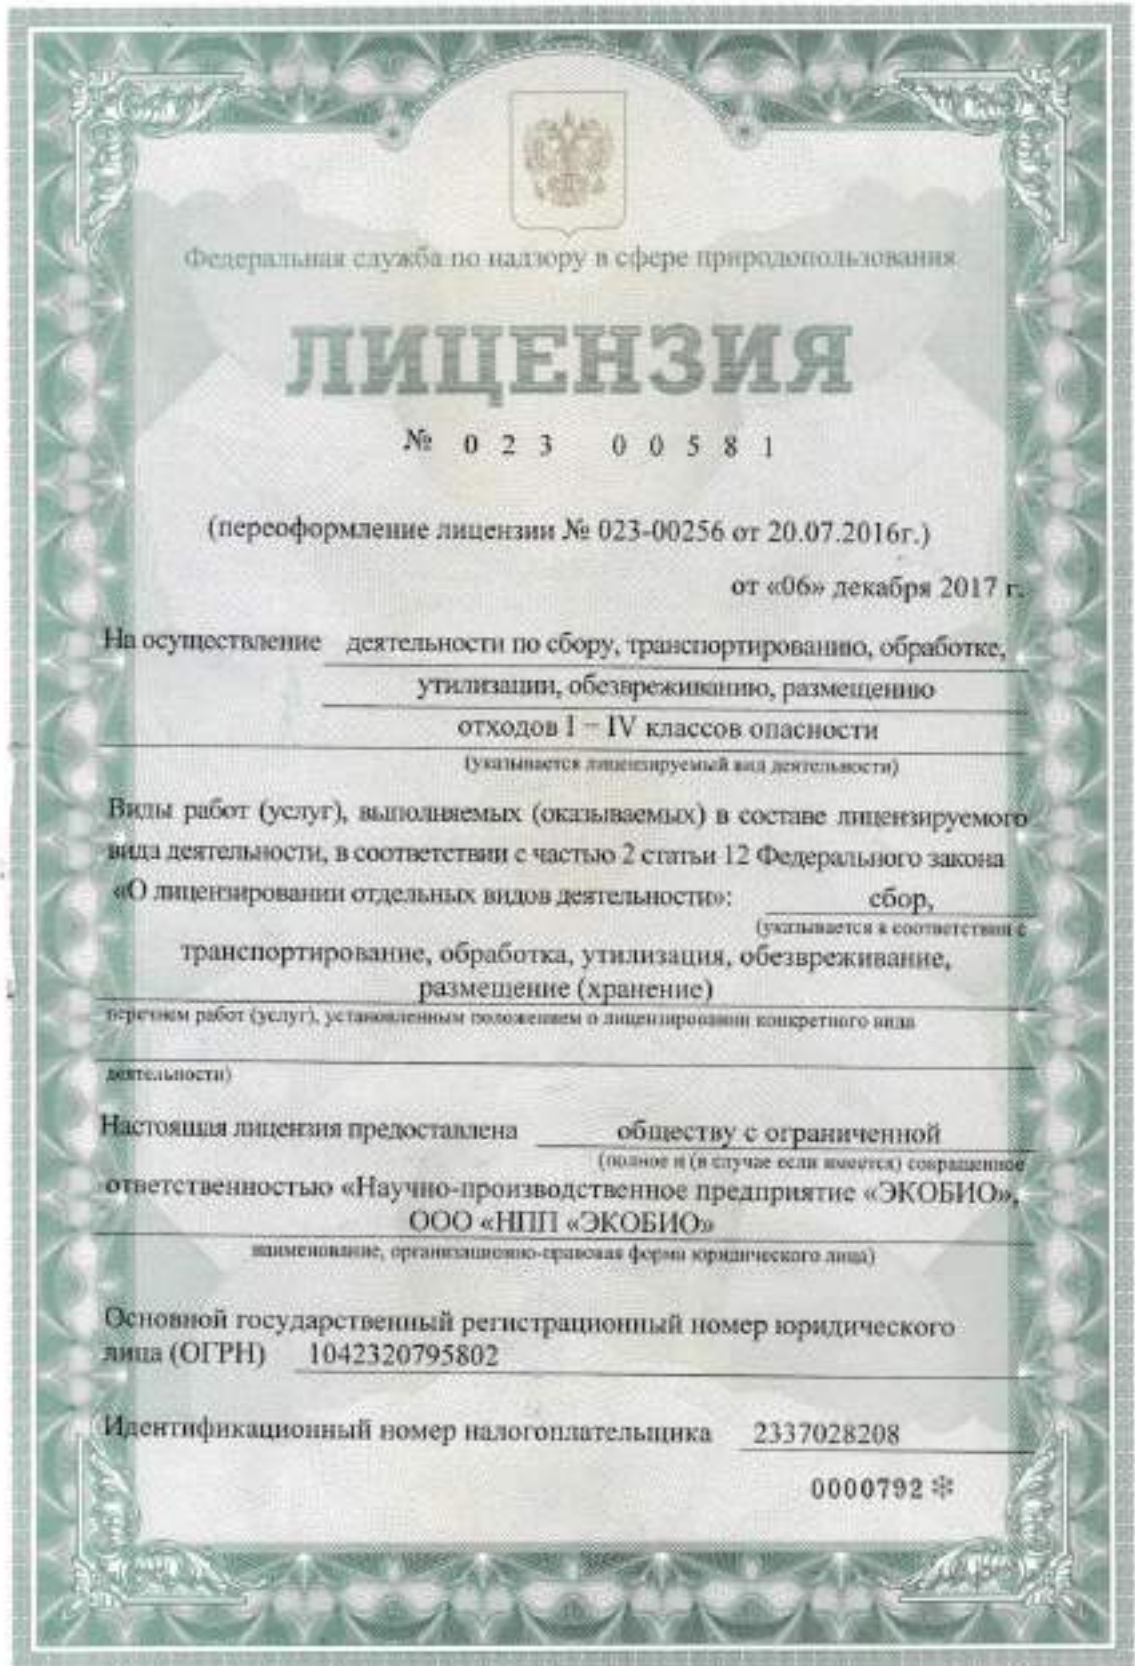 Федеральная служба по надзору в сфере природопользования
ЛИЦЕНЗИЯ
№ 023 00581
(переоформление лицензии № 023-00256 от 20.07.2016г.)
от «06» декабря 2017 г.
На осуществление деятельности по сбору, транспортированию, обработке,
утилизации, обезвреживанию, размещению
отходов I – IV классов опасности
(указывается лицензируемый вид деятельности)
Виды работ (услуг), выполняемых (оказываемых) в составе лицензируемого
вида деятельности, в соответствии с частью 2 статьи 12 Федерального закона
«О лицензировании отдельных видов деятельности»: сбор,
(указывается в соответствии с
транспортирование, обработка, утилизация, обезвреживание,
размещение (хранение)
перечнем работ (услуг), установленным положением о лицензировании конкретного вида
деятельности)
Настоящая лицензия предоставлена обществу с ограниченной
(полное и (в случае если имеется) сокращенное
ответственностью «Научно-производственное предприятие «ЭКОБИО»,
ООО «НПП «ЭКОБИО»
наименование, организационно-правовая форма юридического лица)
Основной государственный регистрационный номер юридического
лица (ОГРН) 1042320795802
Идентификационный номер налогоплательщика 2337028208
0000792 *